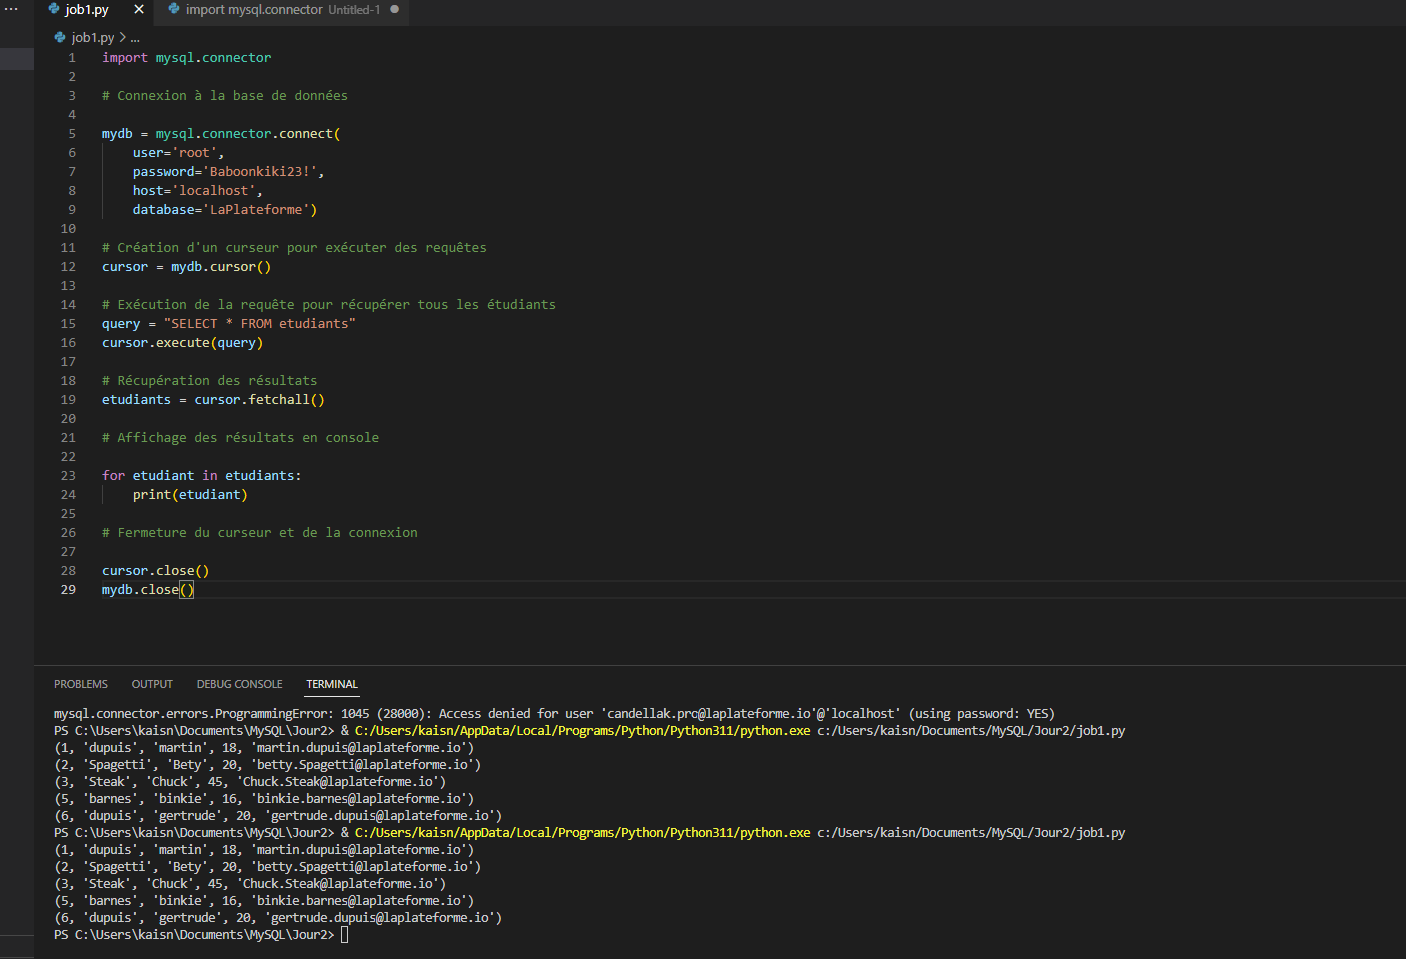 ... job1.py × import mysql.connector Untitled-1 ●
job1.py > ...
1 import mysql.connector
2
3 # Connexion à la base de données
4
5 mydb = mysql.connector.connect(
6 user='root',
7 password='Baboonkiki23!',
8 host='localhost',
9 database='LaPlateforme')
10
11 # Création d'un curseur pour exécuter des requêtes
12 cursor = mydb.cursor()
13
14 # Exécution de la requête pour récupérer tous les étudiants
15 query = "SELECT * FROM etudiants"
16 cursor.execute(query)
17
18 # Récupération des résultats
19 etudiants = cursor.fetchall()
20
21 # Affichage des résultats en console
22
23 for etudiant in etudiants:
24 print(etudiant)
25
26 # Fermeture du curseur et de la connexion
27
28 cursor.close()
29 mydb.close()
PROBLEMS OUTPUT DEBUG CONSOLE TERMINAL
mysql.connector.errors.ProgrammingError: 1045 (28000): Access denied for user 'candellak.pro@laplateforme.io'@'localhost' (using password: YES)
PS C:\Users\kaisn\Documents\MySQL\Jour2> & C:/Users/kaisn/AppData/Local/Programs/Python/Python311/python.exe c:/Users/kaisn/Documents/MySQL/Jour2/job1.py
(1, 'dupuis', 'martin', 18, 'martin.dupuis@laplateforme.io')
(2, 'Spagetti', 'Bety', 20, 'betty.Spagetti@laplateforme.io')
(3, 'Steak', 'Chuck', 45, 'Chuck.Steak@laplateforme.io')
(5, 'barnes', 'binkie', 16, 'binkie.barnes@laplateforme.io')
(6, 'dupuis', 'gertrude', 20, 'gertrude.dupuis@laplateforme.io')
PS C:\Users\kaisn\Documents\MySQL\Jour2> & C:/Users/kaisn/AppData/Local/Programs/Python/Python311/python.exe c:/Users/kaisn/Documents/MySQL/Jour2/job1.py
(1, 'dupuis', 'martin', 18, 'martin.dupuis@laplateforme.io')
(2, 'Spagetti', 'Bety', 20, 'betty.Spagetti@laplateforme.io')
(3, 'Steak', 'Chuck', 45, 'Chuck.Steak@laplateforme.io')
(5, 'barnes', 'binkie', 16, 'binkie.barnes@laplateforme.io')
(6, 'dupuis', 'gertrude', 20, 'gertrude.dupuis@laplateforme.io')
PS C:\Users\kaisn\Documents\MySQL\Jour2>